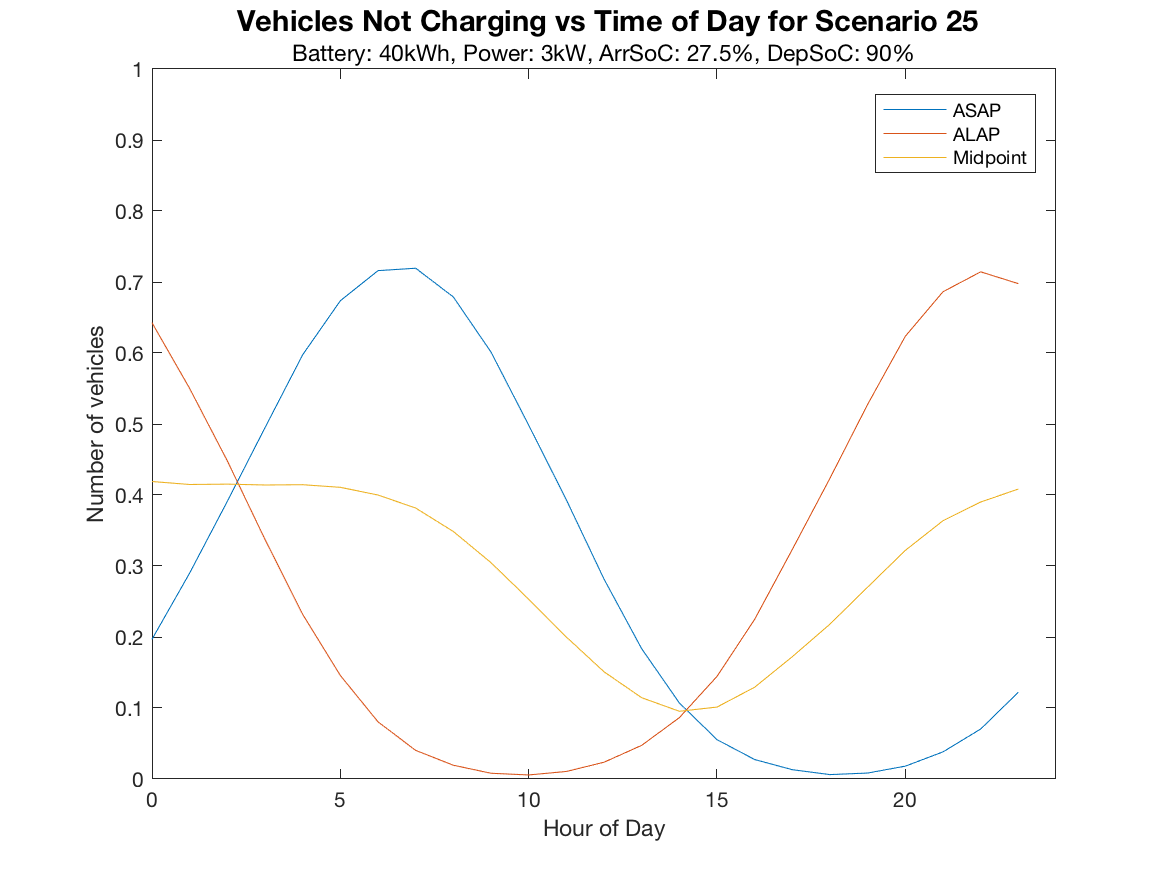 Vehicles Not Charging vs Time of Day for Scenario 25
Battery: 40kWh, Power: 3kW, ArrSoC: 27.5%, DepSoC: 90%
1
0.9
0.8
0.7
0.6
0.5
0.4
0.3
0.2
0.1
0
Number of vehicles
ASAP
ALAP
Midpoint
0 5 10 15 20
Hour of Day